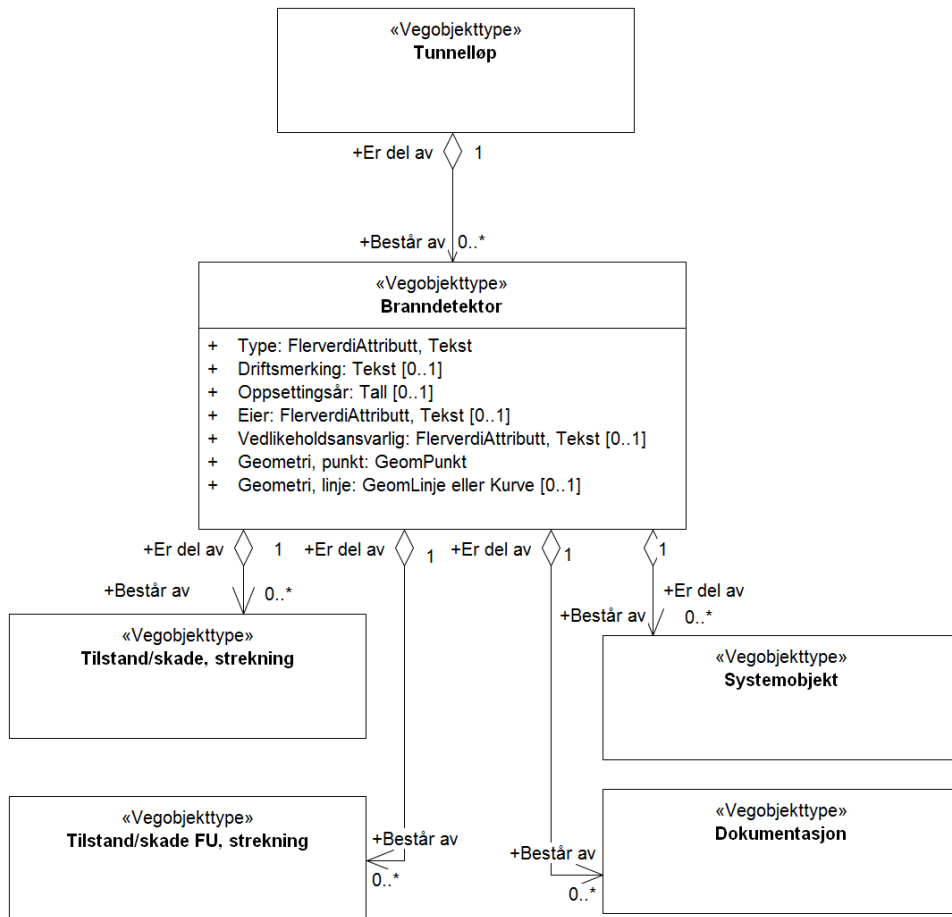 «Vegobjekttype»
Tunnelløp
+Er del av 1
+Består av 0..*
«Vegobjekttype»
Branndetektor
+ Type: FlerverdiAttributt, Tekst
+ Driftsmerking: Tekst [0..1]
+ Oppsettingsår: Tall [0..1]
+ Eier: FlerverdiAttributt, Tekst [0..1]
+ Vedlikeholdsansvarlig: FlerverdiAttributt, Tekst [0..1]
+ Geometri, punkt: GeomPunkt
+ Geometri, linje: GeomLinje eller Kurve [0..1]
+Er del av 1
+Er del av 1
+Er del av 1
1
+Består av 0..*
+Er del av
+Består av 0..*
«Vegobjekttype»
Tilstand/skade, strekning
«Vegobjekttype»
Systemobjekt
«Vegobjekttype»
Tilstand/skade FU, strekning
+Består av
0..*
+Består av
0..*
«Vegobjekttype»
Dokumentasjon